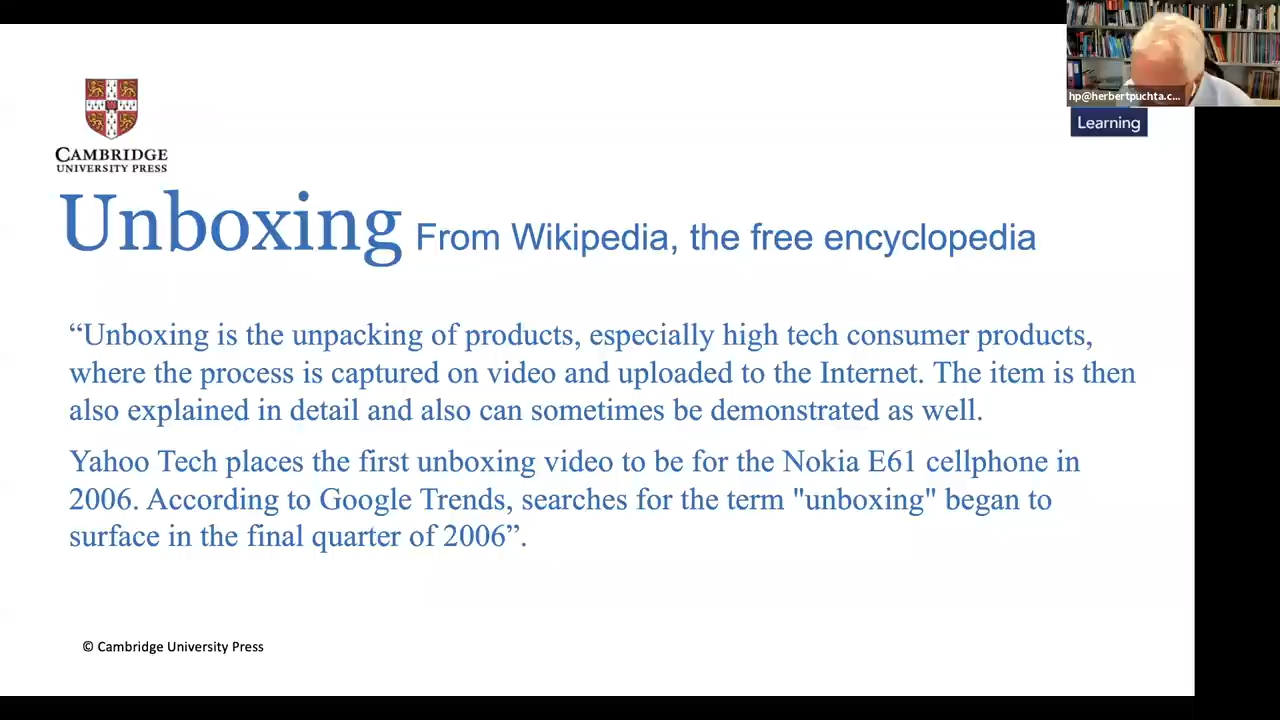 hp@herbertpuchta.c...
Learning
CAMBRIDGE
UNIVERSITY PRESS
Unboxing From Wikipedia, the free encyclopedia
“Unboxing is the unpacking of products, especially high tech consumer products,
where the process is captured on video and uploaded to the Internet. The item is then
also explained in detail and also can sometimes be demonstrated as well.
Yahoo Tech places the first unboxing video to be for the Nokia E61 cellphone in
2006. According to Google Trends, searches for the term "unboxing" began to
surface in the final quarter of 2006”.
© Cambridge University Press